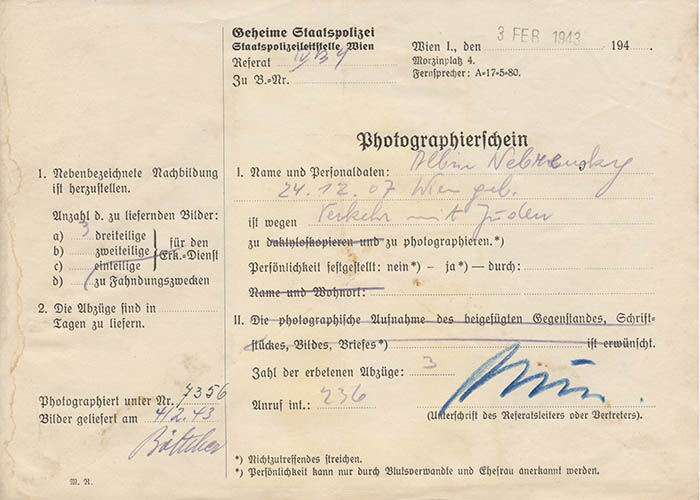 Geheime Staatspolizei
Staatspolizeileitstelle Wien
Referat IV B 4
Zu B.=Nr.
Wien I., den 3 FEB 1943 194
Morzinplatz 4.
Fernsprecher: A=17=5=80.
Photographierschein
1. Nebenbezeichnete Nachbildung
ist herzustellen.
Anzahl d. zu liefernden Bilder:
a) 3 dreiteilige
b) zweiteilige
c) einteilige
d) zu Fahndungszwecken
für den
Erk.=Dienst
2. Die Abzüge sind in
Tagen zu liefern.
Photographiert unter Nr. 7356
Bilder geliefert am 4/2.43
Böttcher
M. R.
I. Name und Personaldaten: Albin
24.12.07 Wien geb.
ist wegen Verkehr mit Juden
zu daktyloskopieren und zu photographieren.*)
Persönlichkeit festgestellt: nein*) – ja*) — durch:
Name und Wohnort:
II. Die photographische Aufnahme des beigefügten Gegenstandes, Schrift=
stückes, Bildes, Briefes*) ist erwünscht.
Zahl der erbetenen Abzüge: 3
Anruf int.: 236
(Unterschrift des Referatsleiters oder Vertreters).
*) Nichtzutreffendes streichen.
*) Persönlichkeit kann nur durch Blutsverwandte und Ehefrau anerkannt werden.